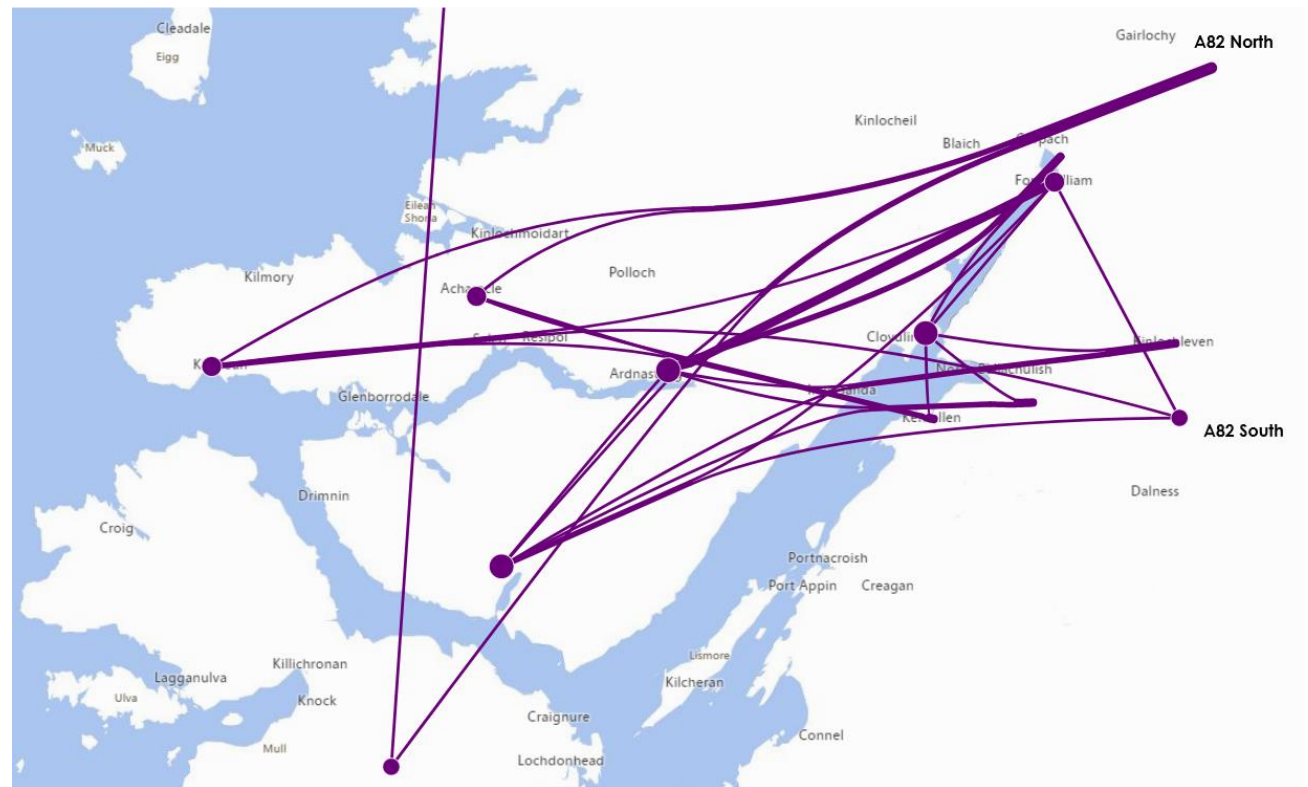 Cleadale
Gairlochy
A82 North
Eigg
Kinlocheil
Muck
Blaich
Eilean
Shona
Kinlochmoidart
Polloch
Kilmory
Resipol
Glenborrodale
A82 South
Dalness
Drimnin
Croig
Portnacroish
Port Appin
Creagan
Lismore
Killichronan
Lagganulva
Kilcheran
Ulva
Knock
Craignure
Connel
Mull
Lochdonhead